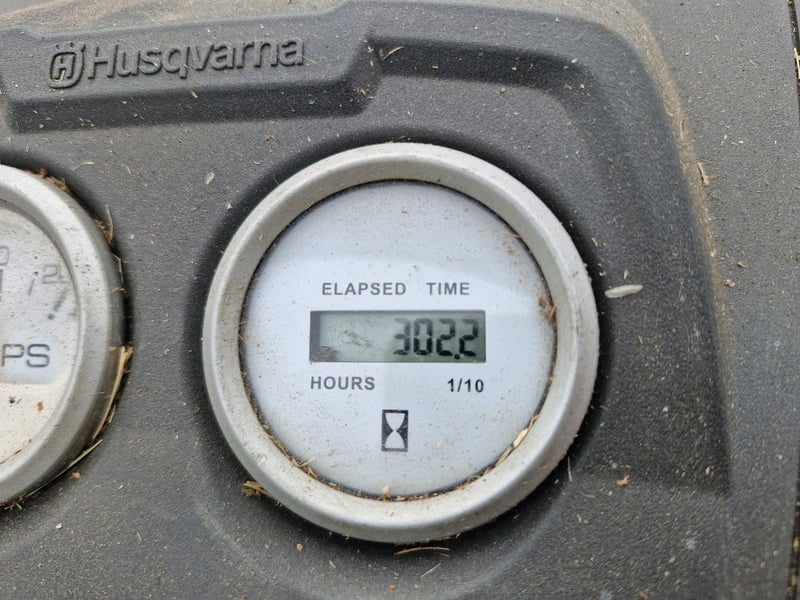 Husqvarna
ELAPSED TIME
302.2
HOURS 1/10
PS